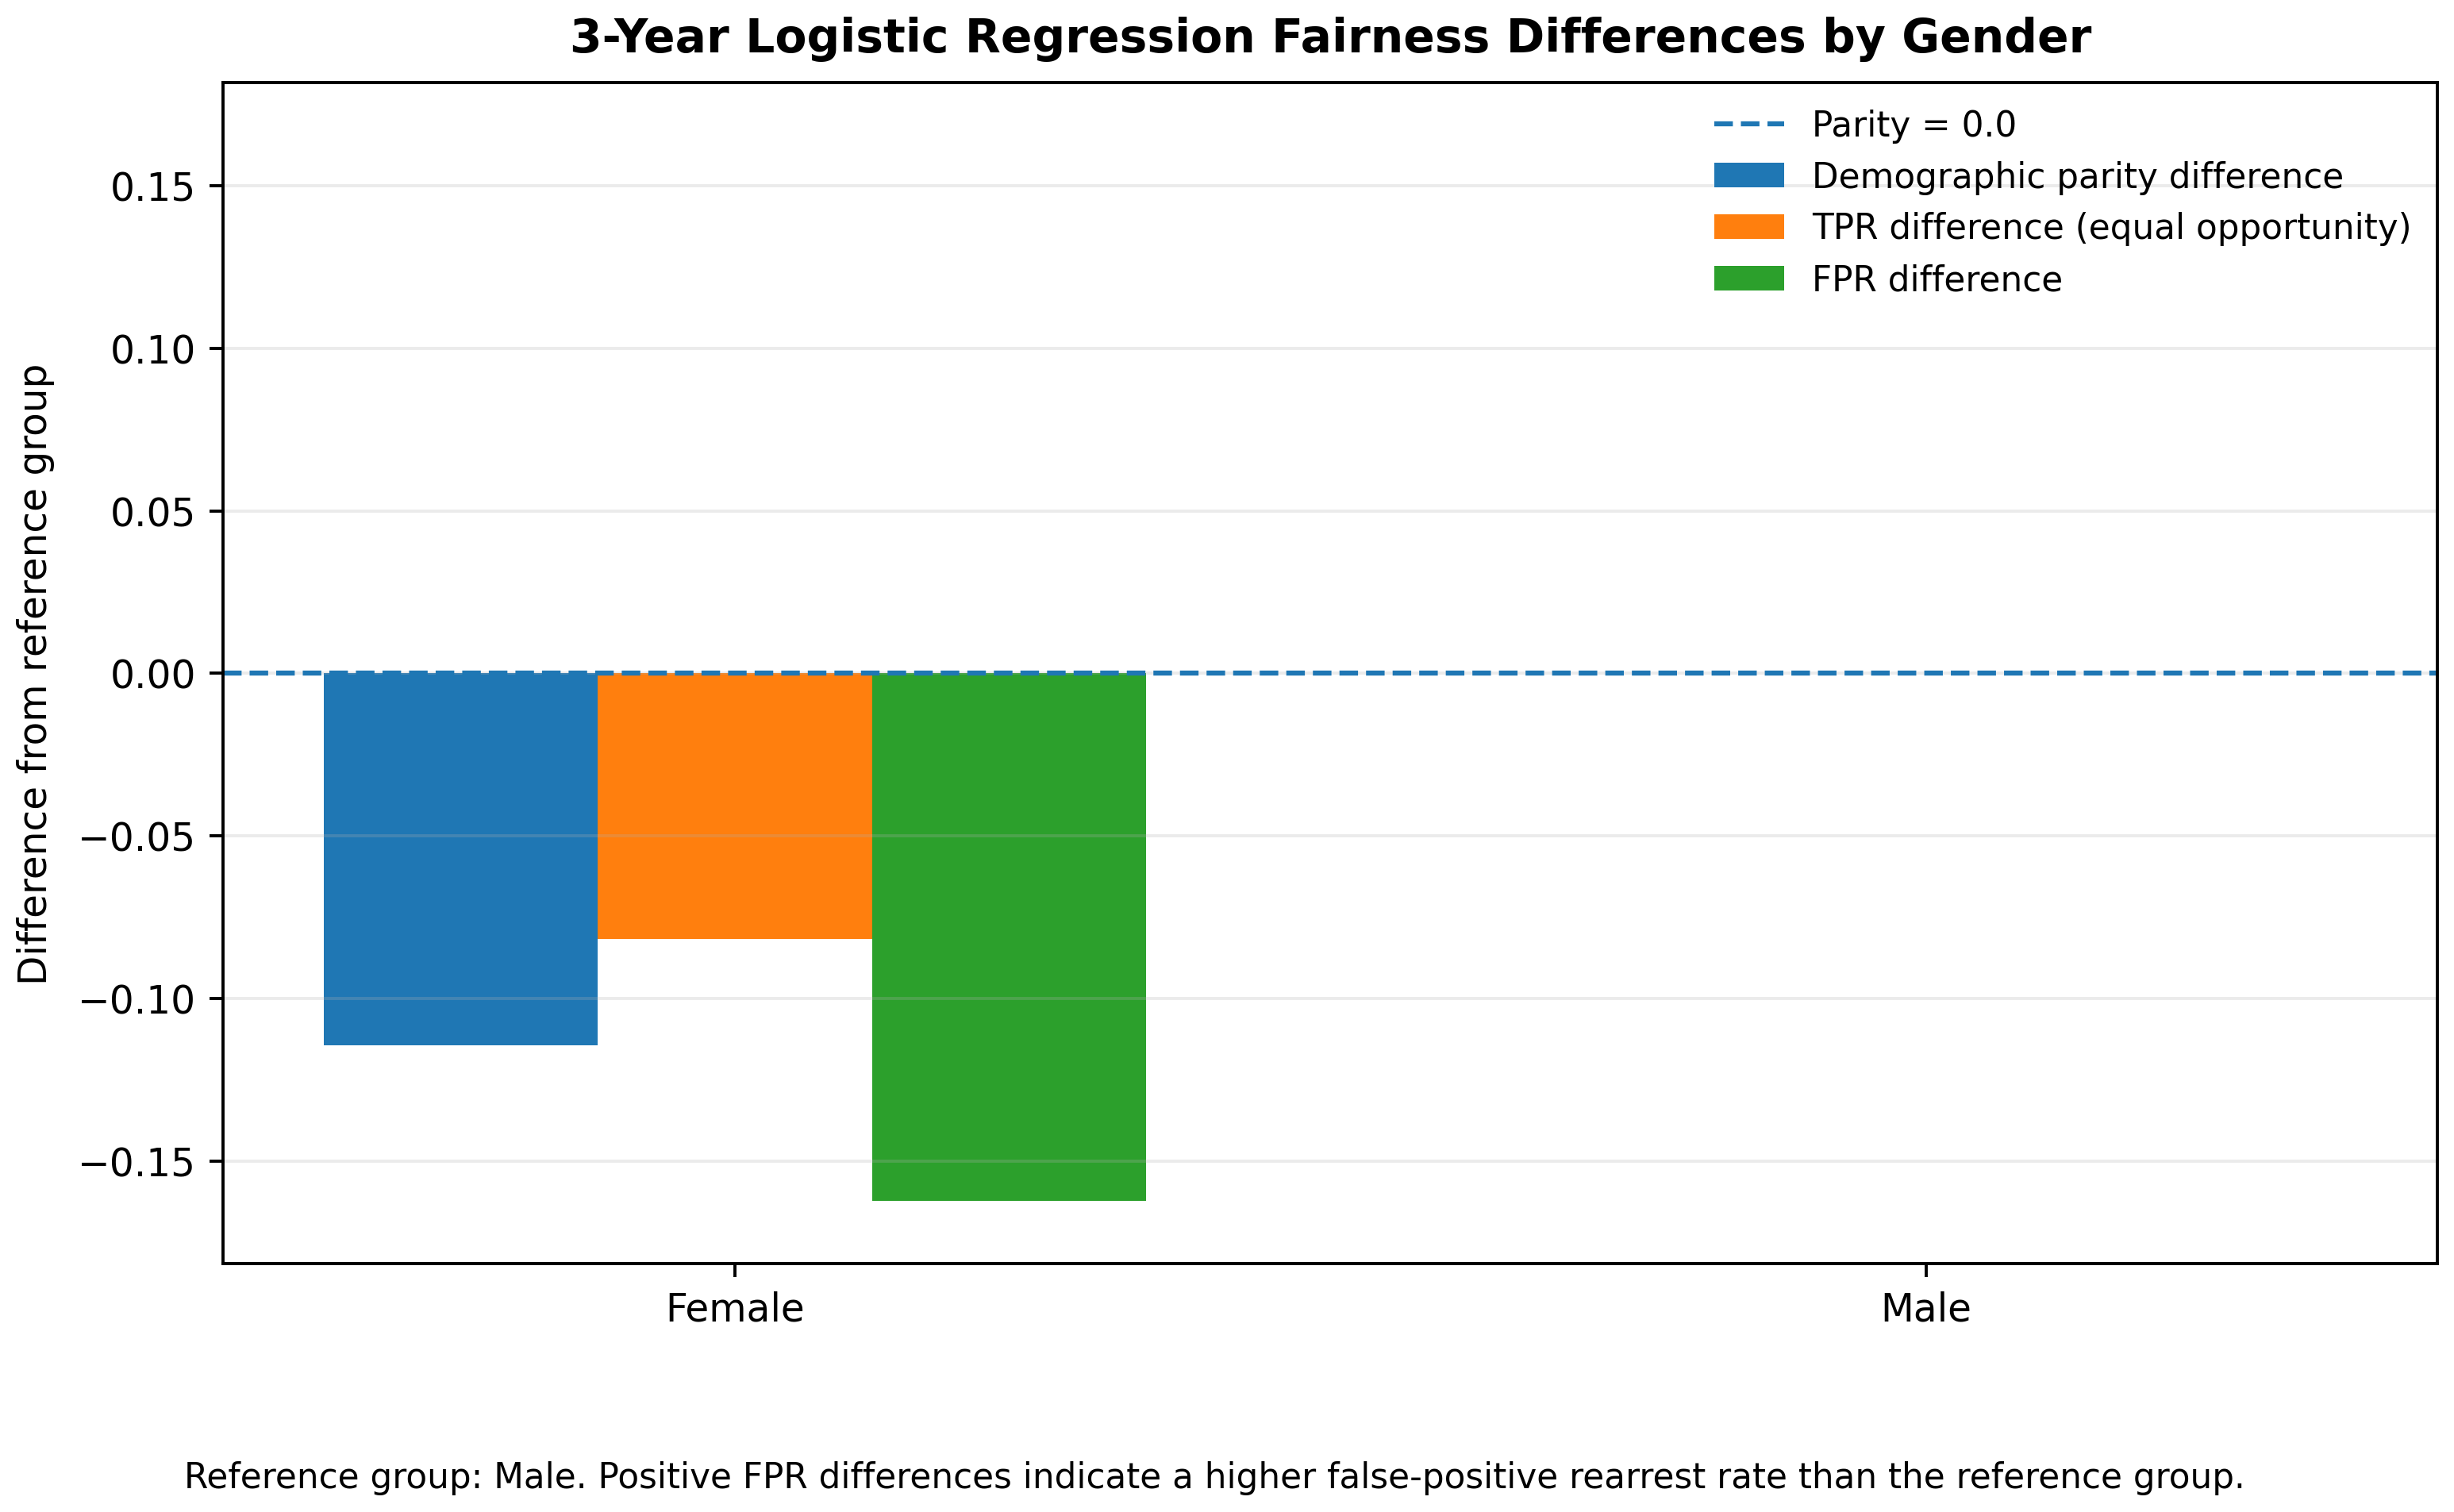 3-Year Logistic Regression Fairness Differences by Gender
Parity = 0.0
Demographic parity difference
TPR difference (equal opportunity)
FPR difference
Difference from reference group
0.15
0.10
0.05
0.00
−0.05
−0.10
−0.15
Female
Male
Reference group: Male. Positive FPR differences indicate a higher false-positive rearrest rate than the reference group.